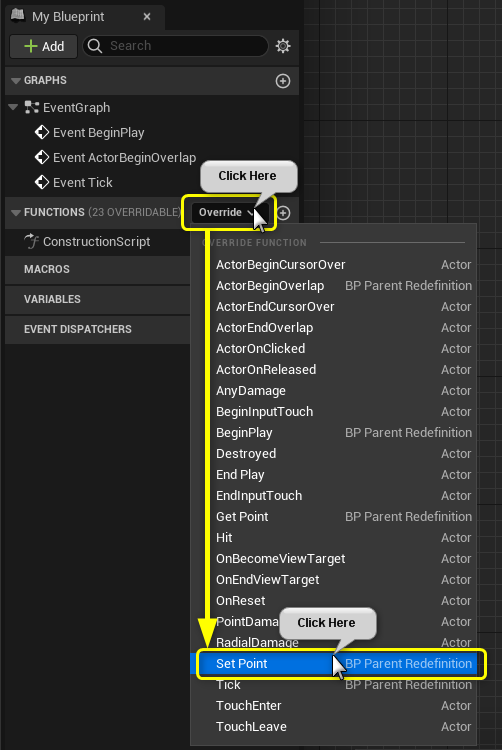 My Blueprint
Add
Search
GRAPHS
EventGraph
Event BeginPlay
Event ActorBeginOverlap
Event Tick
Click Here
FUNCTIONS (23 OVERRIDABLE)
Override
ConstructionScript
MACROS
VARIABLES
EVENT DISPATCHERS
OVERRIDE FUNCTION
ActorBeginCursorOver Actor
ActorBeginOverlap BP Parent Redefinition
ActorEndCursorOver Actor
ActorEndOverlap Actor
ActorOnClicked Actor
ActorOnReleased Actor
AnyDamage Actor
BeginInputTouch Actor
BeginPlay BP Parent Redefinition
Destroyed Actor
End Play Actor
EndInputTouch Actor
Get Point BP Parent Redefinition
Hit Actor
OnBecomeViewTarget Actor
OnEndViewTarget Actor
OnReset Actor
PointDama Actor
Click Here
RadialDamage Actor
Set Point BP Parent Redefinition
Tick BP Parent Redefinition
TouchEnter Actor
TouchLeave Actor